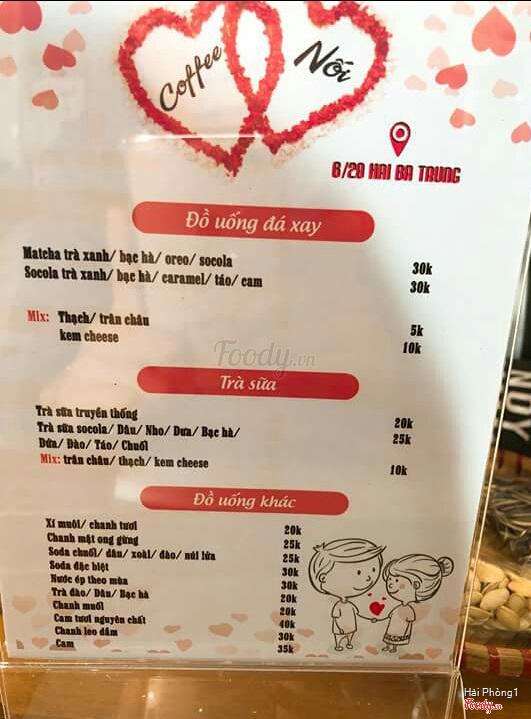 Coffee Nồi
6/20 HAI BA TRUNG
Đồ uống đá xay
Matcha trà xanh/ bạc hà/ oreo/ socola 30k
Socola trà xanh/ bạc hà/ caramel/ táo/ cam 30k
Mix: Thạch/ trân châu 5k
kem cheese 10k
Foody.vn
Trà sữa
Trà sữa truyền thống 20k
Trà sữa socola/ Dâu/ Nho/ Dưa/ Bạc hà/ 25k
Dứa/ Đào/ Táo/ Chuối
Mix: trân châu/ thạch/ kem cheese 10k
Đồ uống khác
Xí muối/ chanh tươi 20k
Chanh mật ong gừng 25k
Soda chuối/ dâu/ xoài/ đào/ núi lửa 25k
Soda đặc biệt 30k
Nước ép theo mùa 30k
Trà đào/ Dâu/ Bạc hà 20k
Chanh muối 20k
Cam tươi nguyên chất 40k
Chanh leo dầm 30k
Cam 35k
Hải Phòng1
Foody.vn